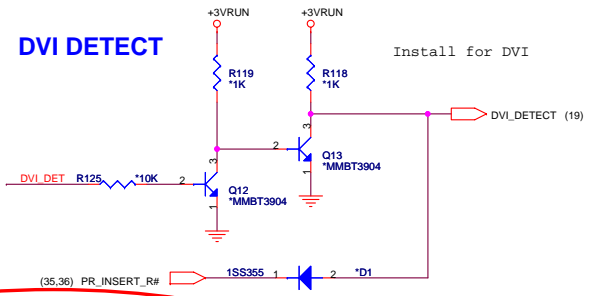 +3VRUN
+3VRUN
DVI DETECT
Install for DVI
R119
*1K
R118
*1K
DVI_DETECT (19)
3
2
Q13
*MMBT3904
1
3
DVI_DET
R125
*10K
2
Q12
*MMBT3904
1
(35,36) PR_INSERT_R#
1SS355
1
2
*D1